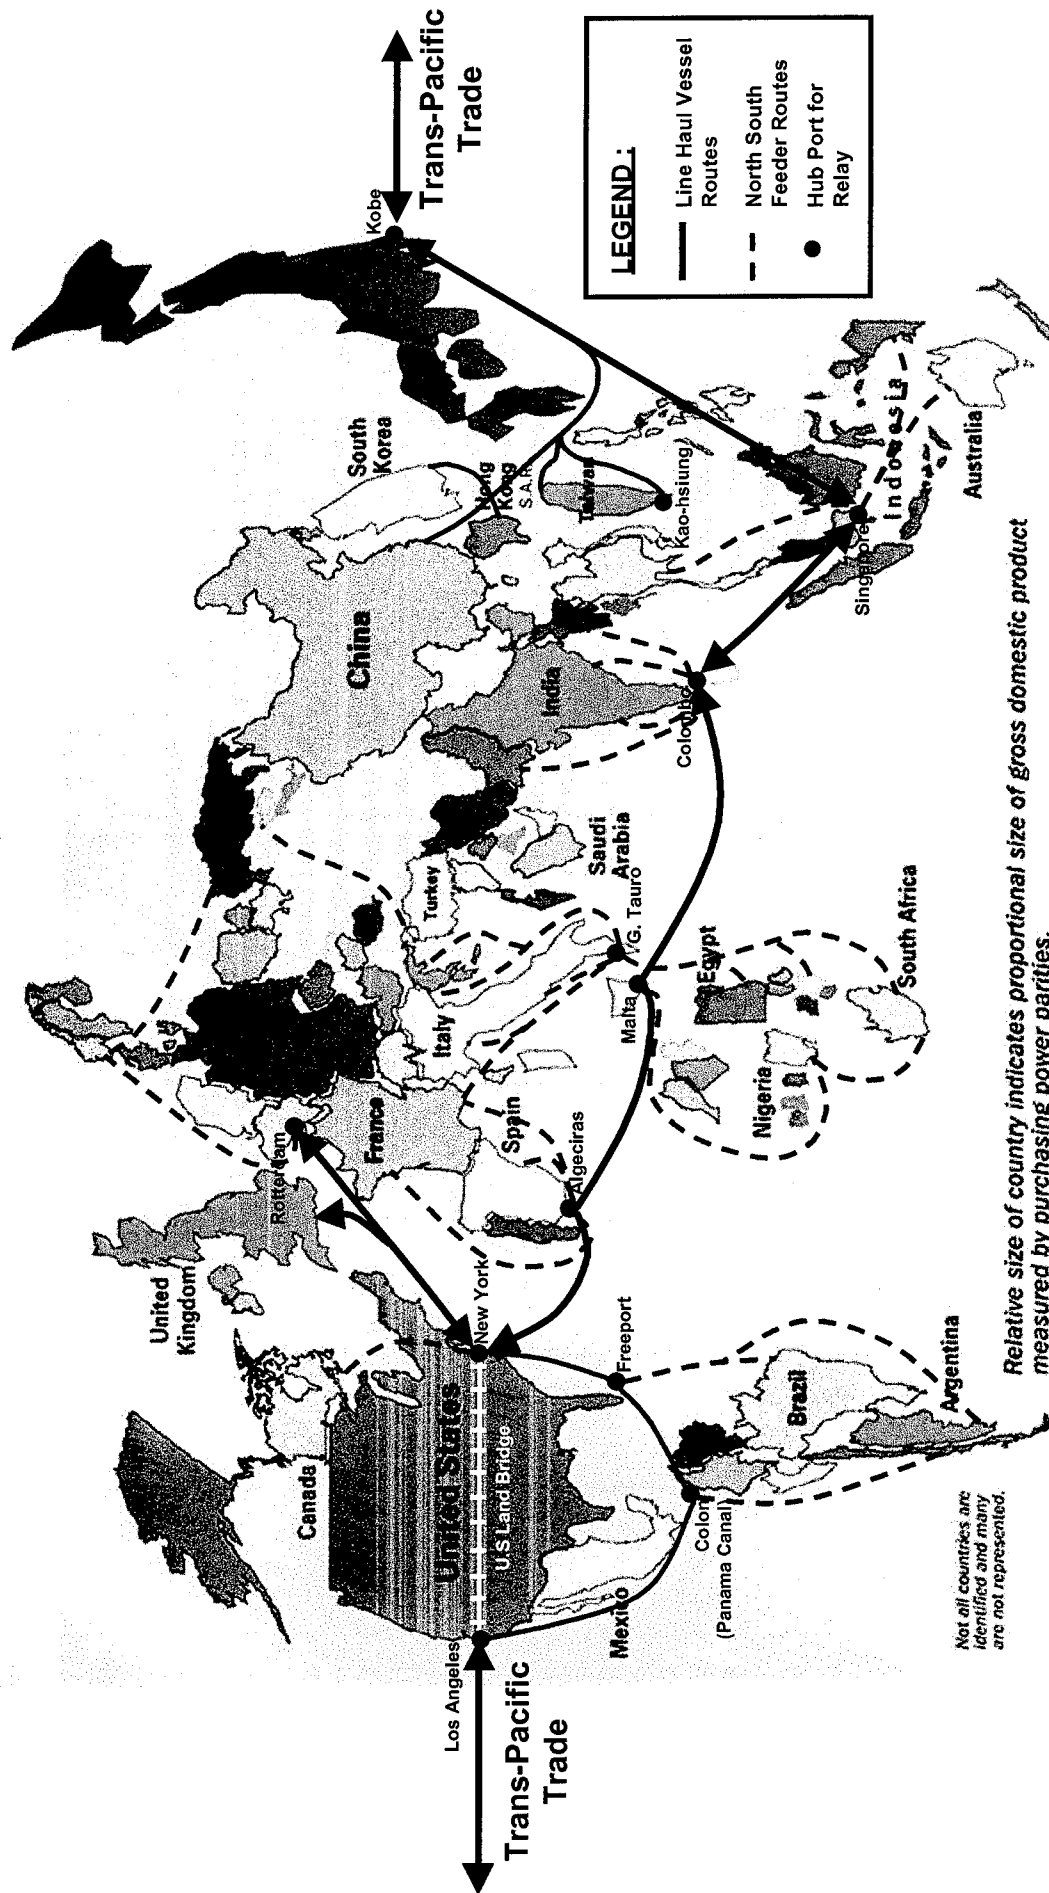 Trans-Pacific
Trade
Los Angeles
Canada
United States
U.S Land Bridge
New York
Mexico
Freeport
Colon
(Panama Canal)
Brazil
Argentina
Not all countries are
identified and many
are not represented.
United
Kingdom
Rotterdam
France
Spain
Algeciras
Italy
Malta
G. Tauro
Turkey
Saudi
Arabia
Egypt
Nigeria
South Africa
China
India
Colombo
South
Korea
Hong
Kong
S.A.R.
Taiwan
Kao-hsiung
Singapore
Indonesia
Australia
Kobe
Trans-Pacific
Trade
LEGEND :
Line Haul Vessel
Routes
North South
Feeder Routes
Hub Port for
Relay
Relative size of country indicates proportional size of gross domestic product
measured by purchasing power parities.